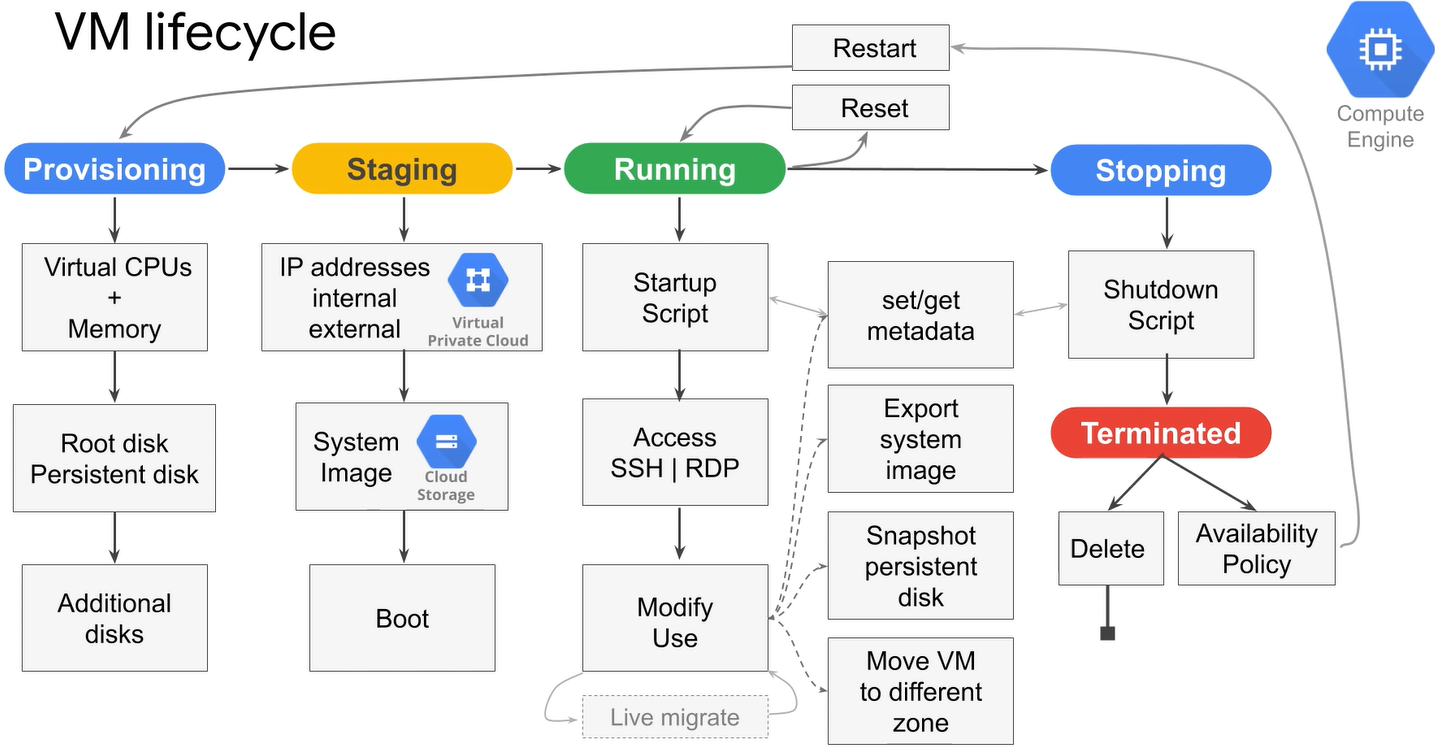 VM lifecycle
Restart
Reset
Compute
Engine
Provisioning
Staging
Running
Stopping
Virtual CPUs
+
Memory
Root disk
Persistent disk
Additional
disks
IP addresses
internal
external
Virtual
Private Cloud
System
Image
Cloud
Storage
Boot
Startup
Script
Access
SSH | RDP
Modify
Use
Live migrate
set/get
metadata
Export
system
image
Snapshot
persistent
disk
Move VM
to different
zone
Shutdown
Script
Terminated
Delete
Availability
Policy